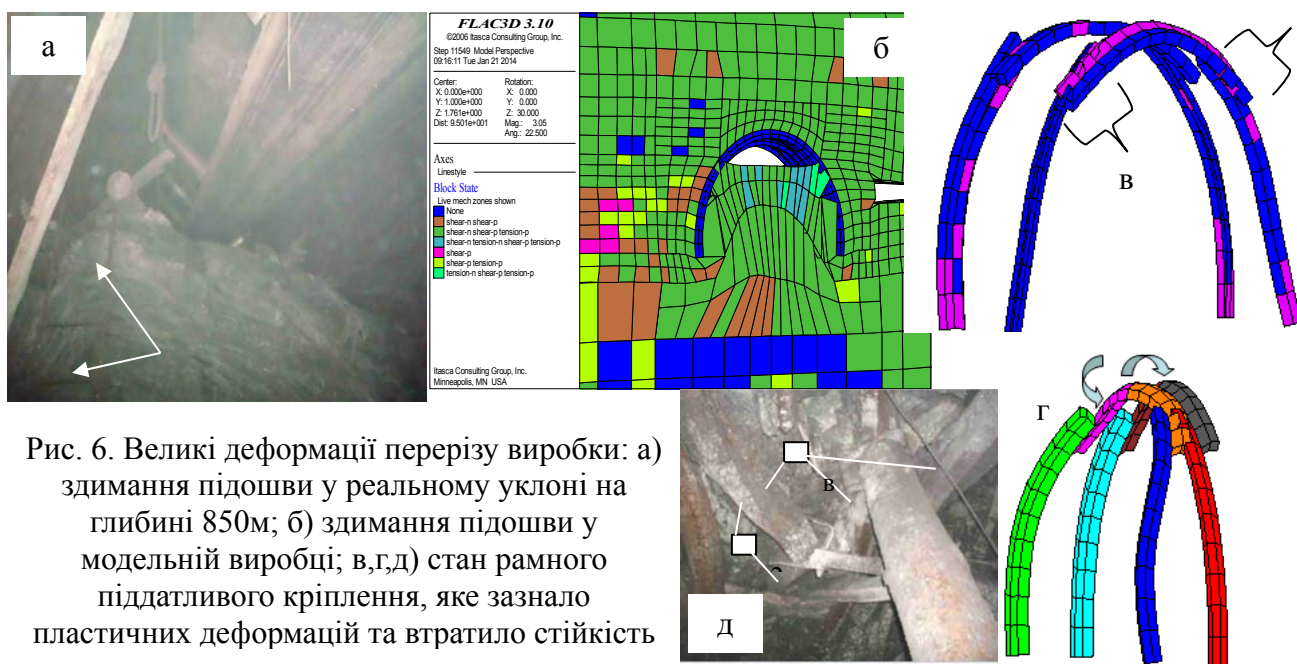 а
FLAC3D 3.10
©2006 Itasca Consulting Group, Inc.
Step 11549 Model Perspective
09:16:11 Tue Jan 21 2014
Center: Rotation:
X: 0.000e+000 X: 0.000
Y: 1.000e+000 Y: 0.000
Z: 1.761e+000 Z: 30.000
Dist: 9.501e+001 Mag.: 3.05
Ang.: 22.500
Axes
Linestyle
Block State
Live mech zones shown
None
shear-n shear-p
shear-n shear-p tension-p
shear-n tension-n shear-p tension-p
shear-p
shear-p tension-p
tension-n shear-p tension-p
Itasca Consulting Group, Inc.
Minneapolis, MN USA
б
в
г
в
д
Рис. 6. Великі деформації перерізу виробки: а)
здимання підошви у реальному уклоні на
глибині 850м; б) здимання підошви у
модельній виробці; в,г,д) стан рамного
піддатливого кріплення, яке зазнало
пластичних деформацій та втратило стійкість